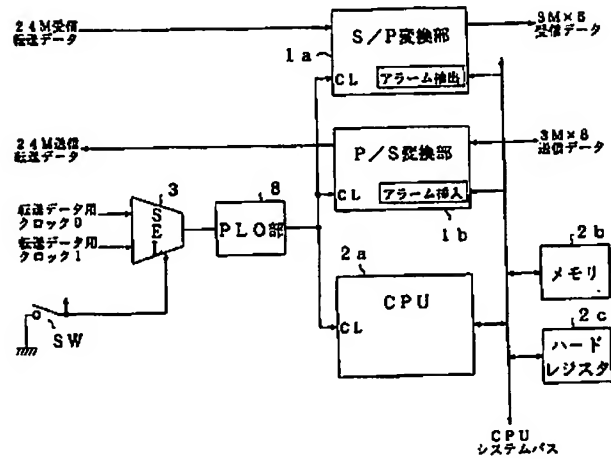 24M受信
転送データ
S/P変換部
1a
CL
アラーム抽出
3M×8
受信データ
24M送信
転送データ
P/S変換部
CL
アラーム挿入
1b
3M×8
送信データ
転送データ用
クロック0
転送データ用
クロック1
3
SEL
8
PLO部
SW
2a
CPU
CL
2b
メモリ
2c
ハード
レジスタ
CPU
システムバス